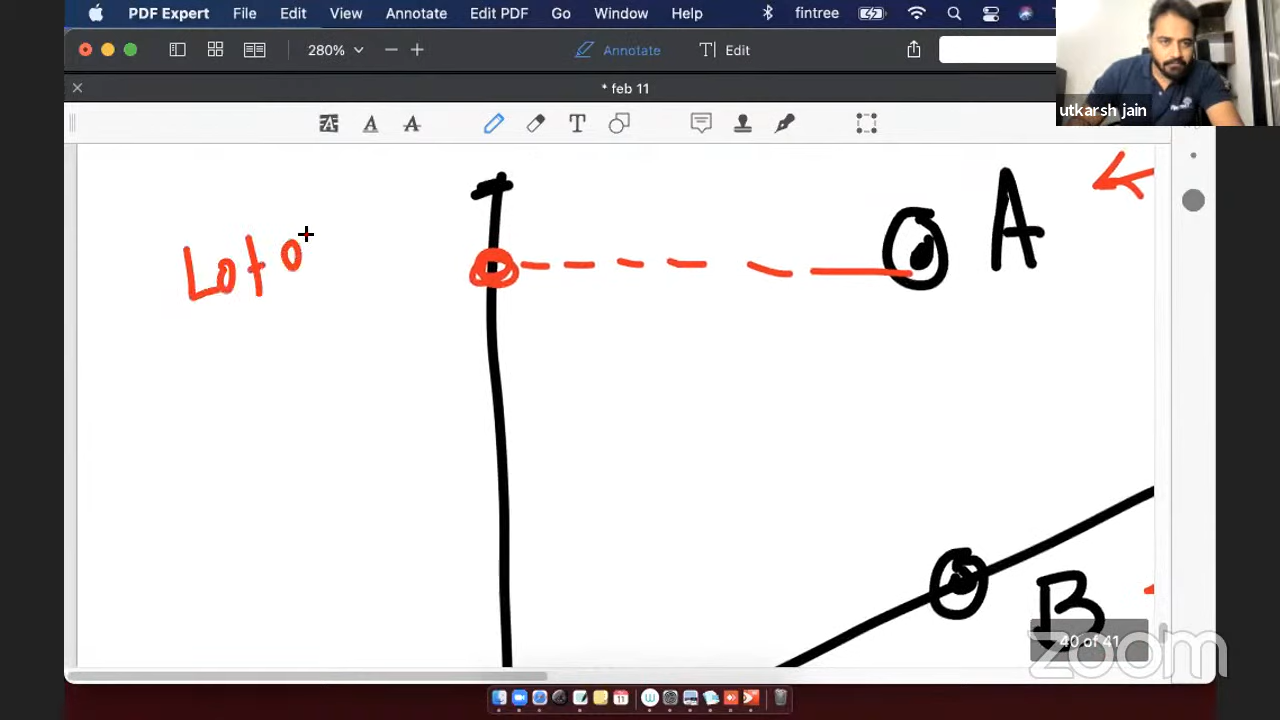 PDF Expert File Edit View Annotate Edit PDF Go Window Help fintree
280% Annotate T Edit
* feb 11
utkarsh jain
T
A
Lot o
B
40 of 41
zoom
11